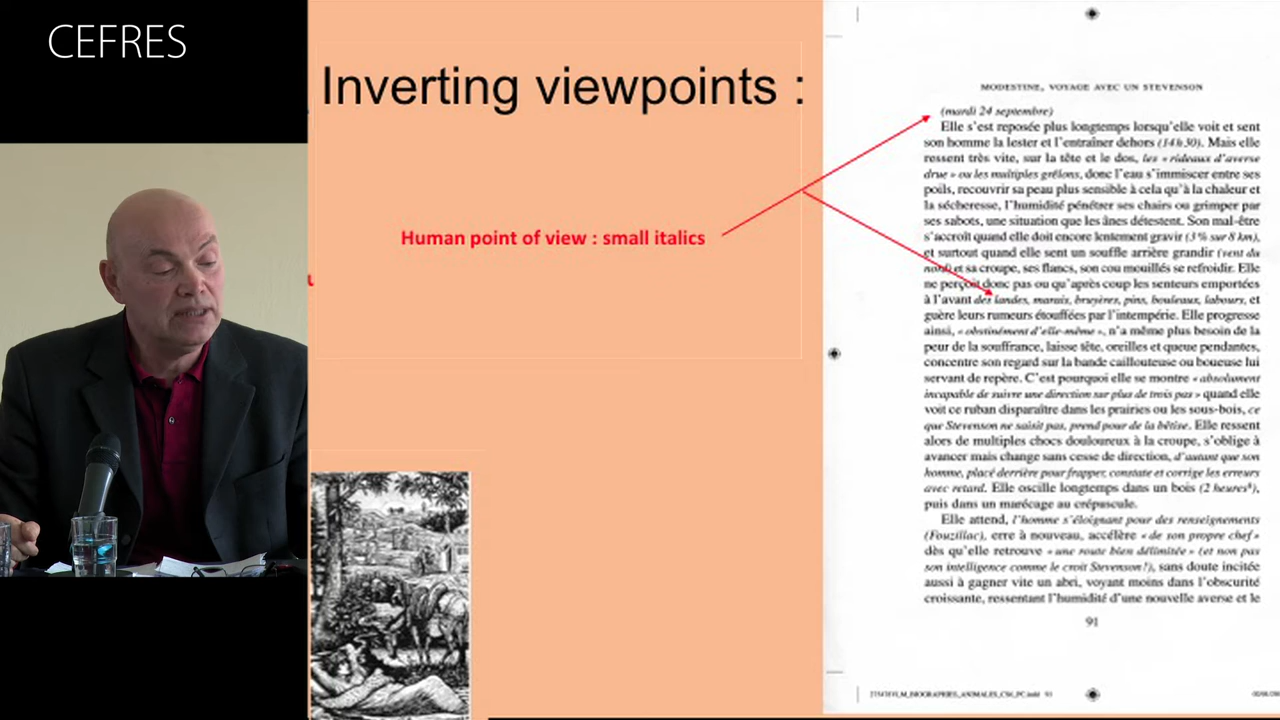 CEFRES
Inverting viewpoints :
Human point of view : small italics
u
MODESTINE, VOYAGE AVEC UN STEVENSON
(mardi 24 septembre)
Elle s'est reposée plus longtemps lorsqu'elle voit et sent
son homme la lester et l'entraîner dehors (14h30). Mais elle
ressent très vite, sur la tête et le dos, les « rideaux d'averse
drue » ou les multiples grêlons, donc l'eau s'immiscer entre ses
poils, recouvrir sa peau plus sensible à cela qu'à la chaleur et
la sécheresse, l'humidité pénétrer ses chairs ou grimper par
ses sabots, une situation que les ânes détestent. Son mal-être
s'accroît quand elle doit encore lentement gravir (3 % sur 8 km),
et surtout quand elle sent un souffle arrière grandir (vent du
nord) et sa croupe, ses flancs, son cou mouillés se refroidir. Elle
ne perçoit donc pas ou qu'après coup les senteurs emportées
à l'avant des landes, marais, bruyères, pins, bouleaux, labours, et
guère leurs rumeurs étouffées par l'intempérie. Elle progresse
ainsi, « obstinément d'elle-même », n'a même plus besoin de la
peur de la souffrance, laisse tête, oreilles et queue pendantes,
concentre son regard sur la bande caillouteuse ou boueuse lui
servant de repère. C'est pourquoi elle se montre « absolument
incapable de suivre une direction sur plus de trois pas » quand elle
voit ce ruban disparaître dans les prairies ou les sous-bois, ce
que Stevenson ne saisit pas, prend pour de la bêtise. Elle ressent
alors de multiples chocs douloureux à la croupe, s'oblige à
avancer mais change sans cesse de direction, d'autant que son
homme, placé derrière pour frapper, constate et corrige les erreurs
avec retard. Elle oscille longtemps dans un bois (2 heures
puis dans un marécage au crépuscule.
Elle attend, l'homme s'éloignant pour des renseignements
(Fouzillac), erre à nouveau, accélère « de son propre chef »
dès qu'elle retrouve « une route bien délimitée » (et non pas
son intelligence comme le croit Stevenson !), sans doute incitée
aussi à gagner vite un abri, voyant moins dans l'obscurité
croissante, ressentant l'humidité d'une nouvelle averse et le
91